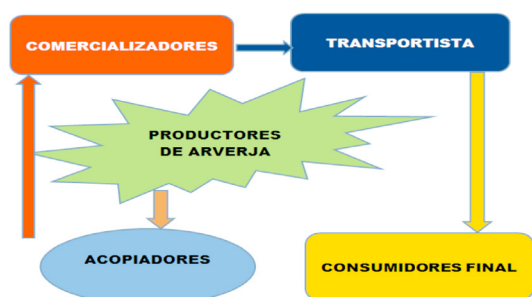 COMERCIALIZADORES
TRANSPORTISTA
PRODUCTORES
DE ARVERJA
ACOPIADORES
CONSUMIDORES FINAL